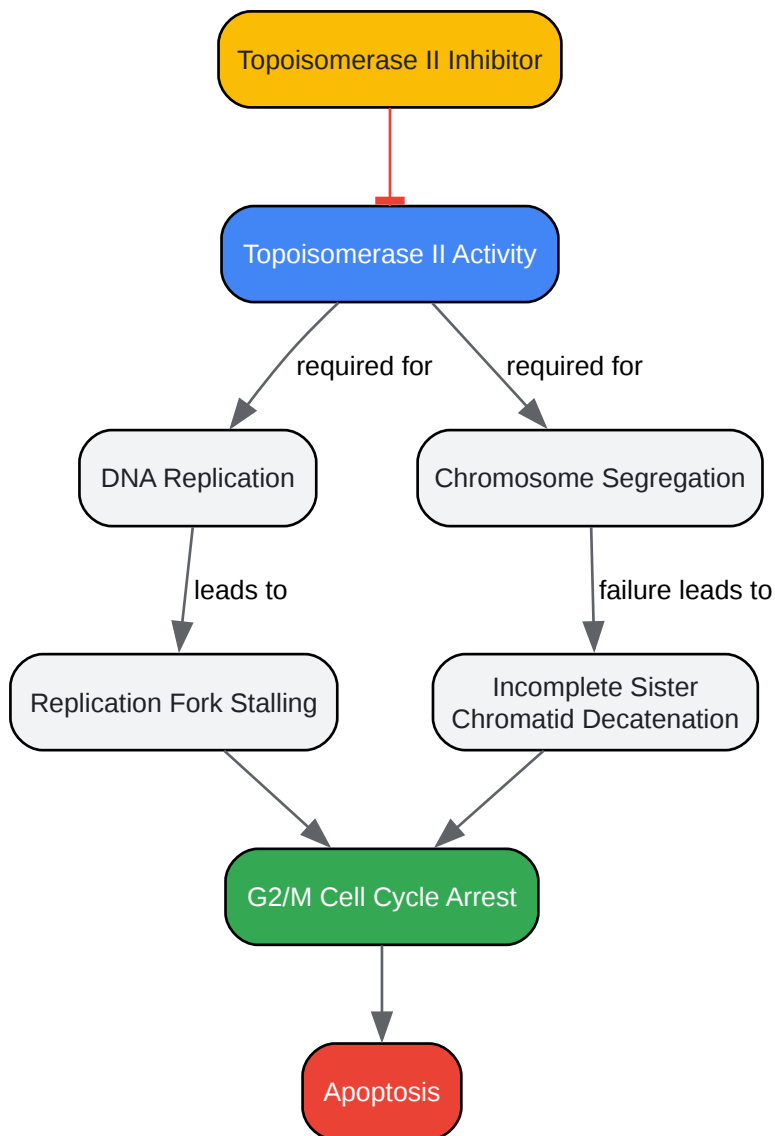 Topoisomerase II Inhibitor
Topoisomerase II Activity
required for
required for
DNA Replication
Chromosome Segregation
leads to
failure leads to
Replication Fork Stalling
Incomplete Sister
Chromatid Decatenation
G2/M Cell Cycle Arrest
Apoptosis